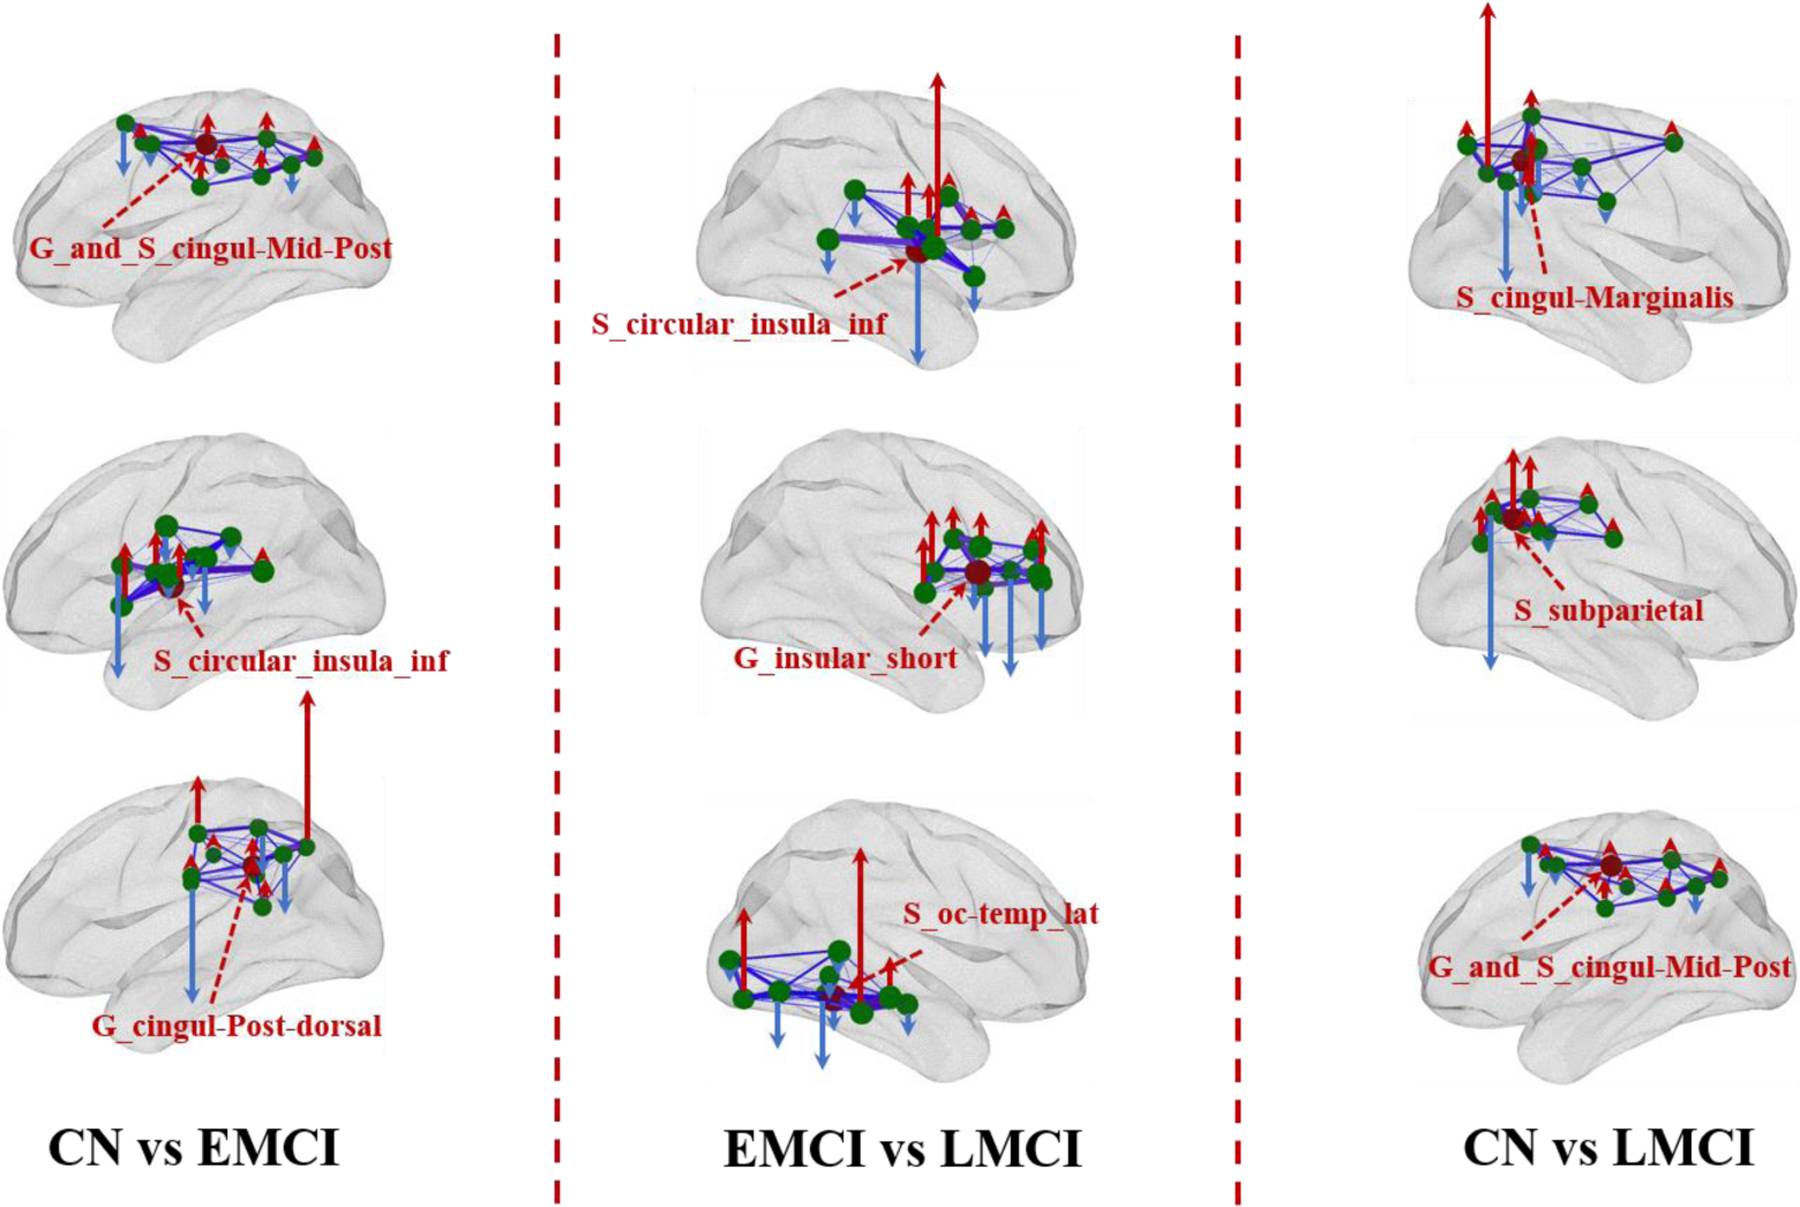 G_and_S_cingul-Mid-Post
S_circular_insula_inf
G_cingul-Post-dorsal
CN vs EMCI
S_circular_insula_inf
G_insular_short
S_oc-temp_lat
EMCI vs LMCI
S_cingul-Marginalis
S_subparietal
G_and_S_cingul-Mid-Post
CN vs LMCI